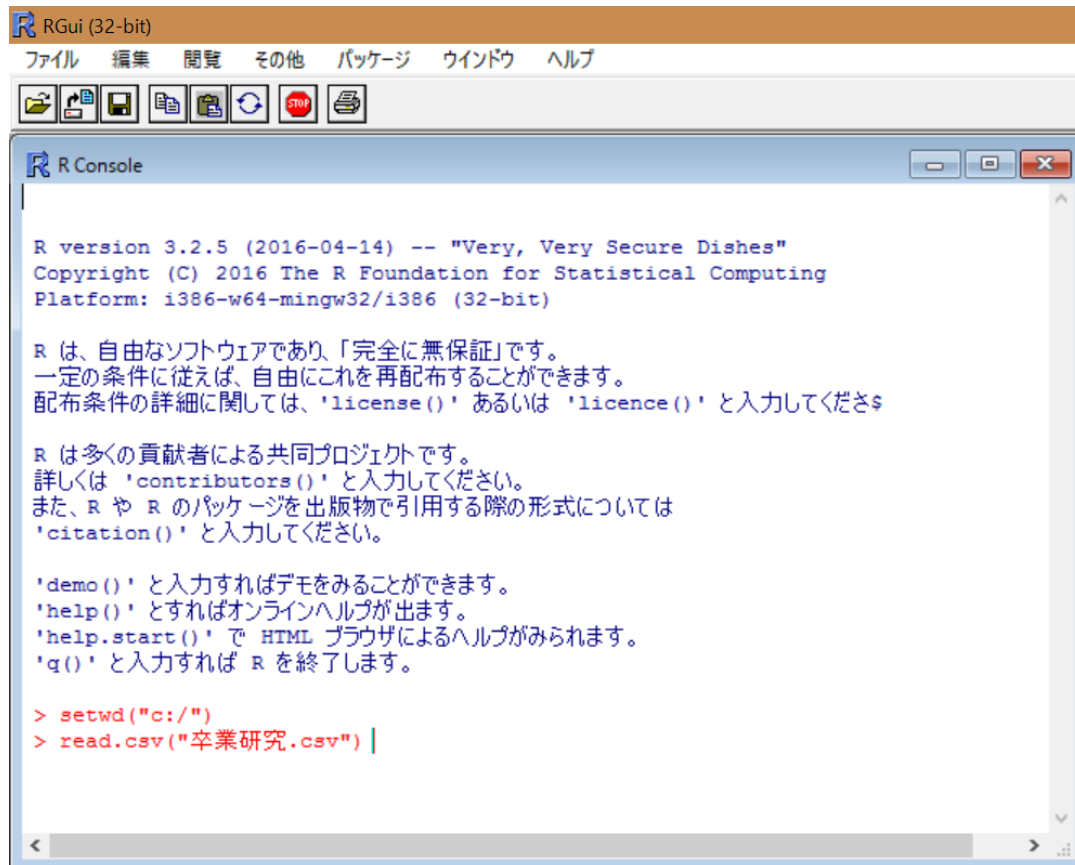 RGui (32-bit)
ファイル 編集 閲覧 その他 パッケージ ウインドウ ヘルプ
STOP
R Console
R version 3.2.5 (2016-04-14) -- "Very, Very Secure Dishes"
Copyright (C) 2016 The R Foundation for Statistical Computing
Platform: i386-w64-mingw32/i386 (32-bit)
R は、自由なソフトウェアであり、「完全に無保証」です。
一定の条件に従えば、自由にこれを再配布することができます。
配布条件の詳細に関しては、'license()' あるいは 'licence()' と入力してくださ$
R は多くの貢献者による共同プロジェクトです。
詳しくは 'contributors()' と入力してください。
また、R や R のパッケージを出版物で引用する際の形式については
'citation()' と入力してください。
'demo()' と入力すればデモをみることができます。
'help()' とすればオンラインヘルプが出ます。
'help.start()' で HTML ブラウザによるヘルプがみられます。
'q()' と入力すれば R を終了します。
> setwd("c:/")
> read.csv("卒業研究.csv")